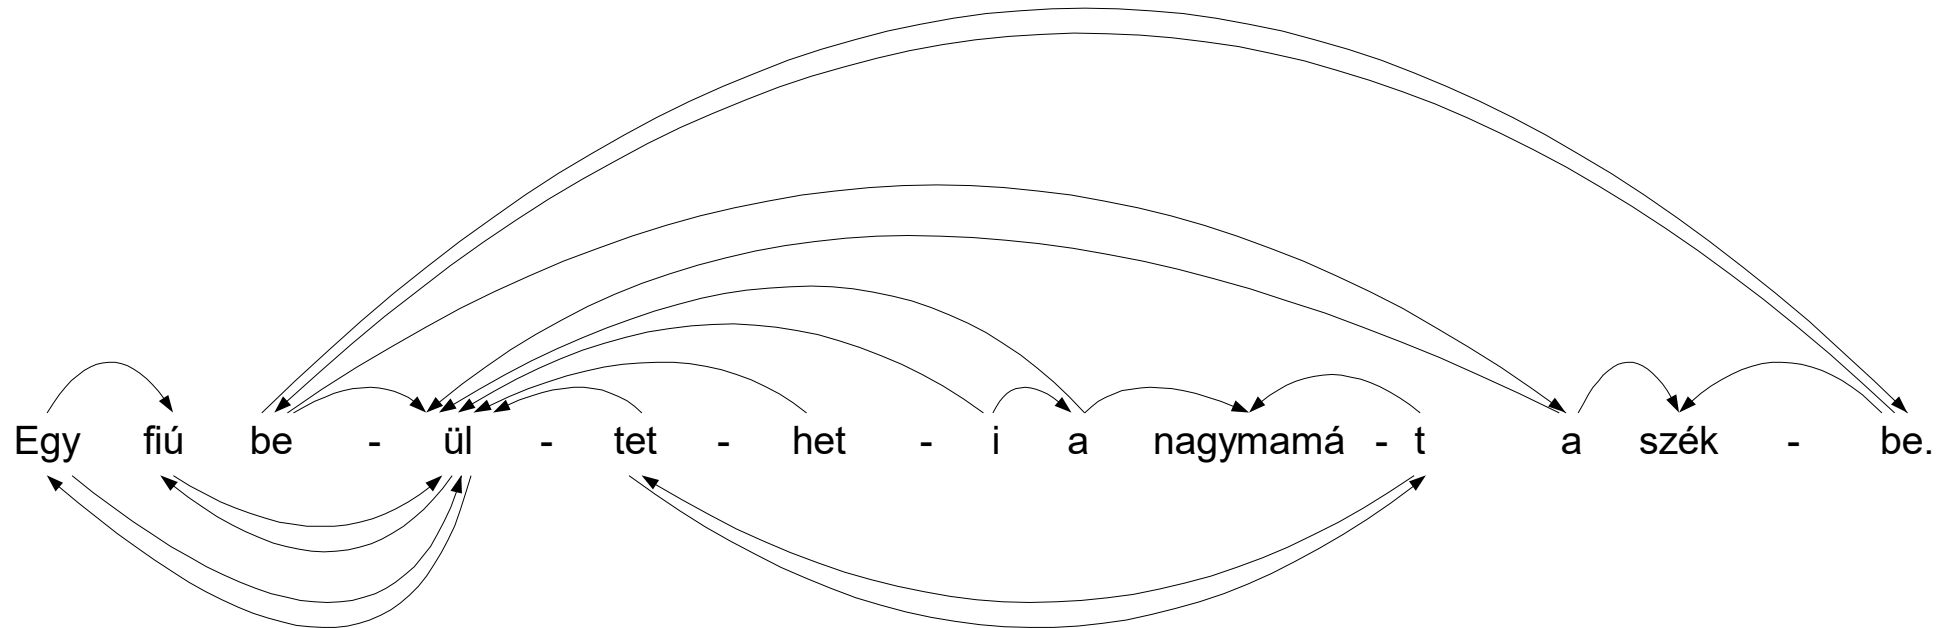 Egy fiú be - ül - tet - het - i a nagymamá - t a szék - be.